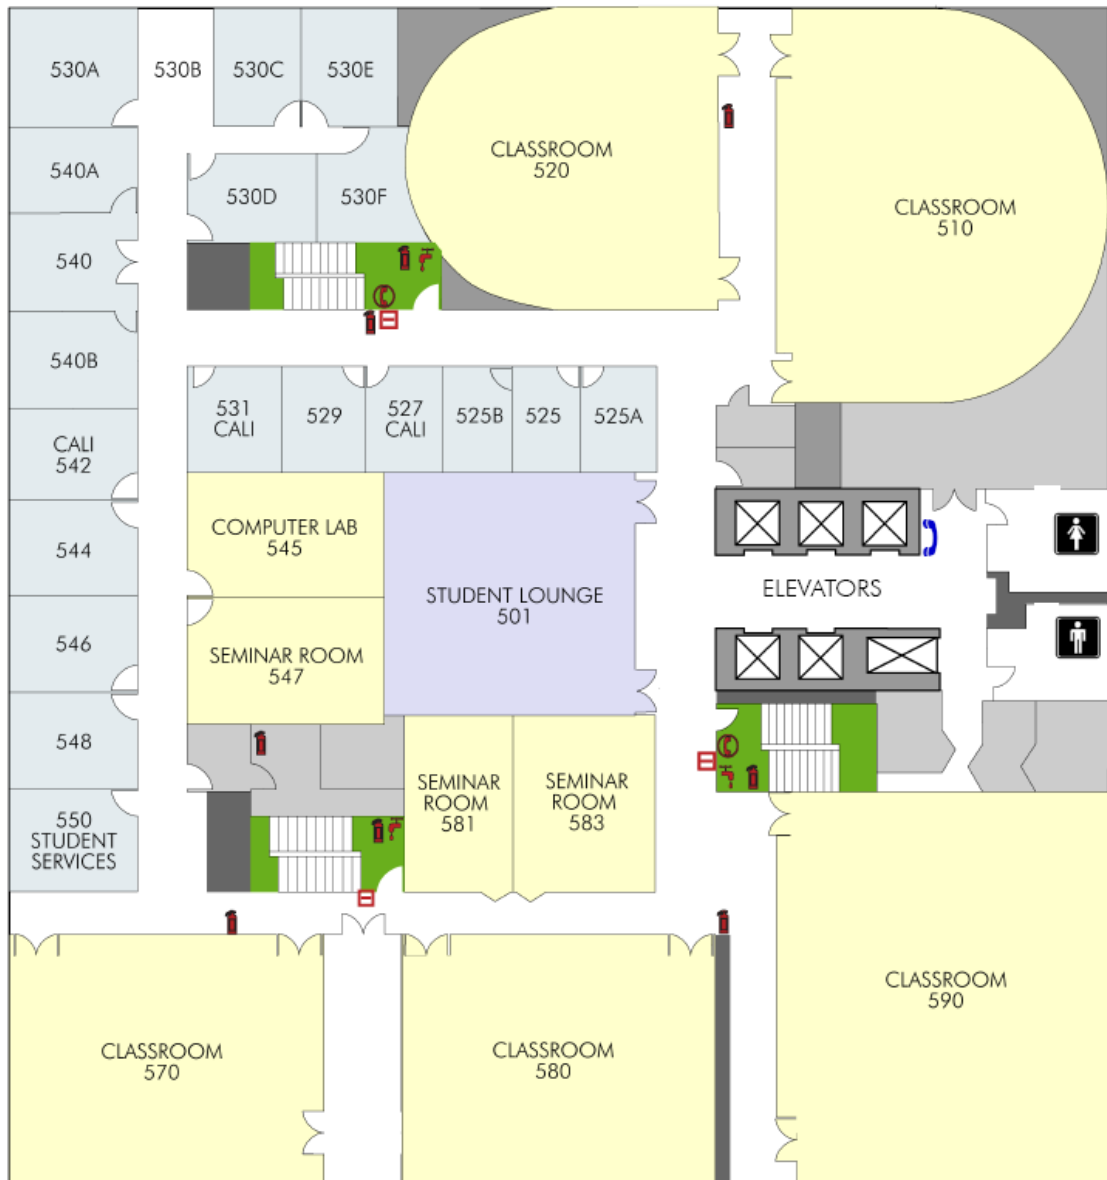 530A
530B
530C
530E
540A
530D
530F
CLASSROOM
520
CLASSROOM
510
540
540B
531
CALI
529
527
CALI
525B
525
525A
CALI
542
COMPUTER LAB
545
544
STUDENT LOUNGE
501
ELEVATORS
546
SEMINAR ROOM
547
548
SEMINAR
ROOM
581
SEMINAR
ROOM
583
550
STUDENT
SERVICES
CLASSROOM
570
CLASSROOM
580
CLASSROOM
590